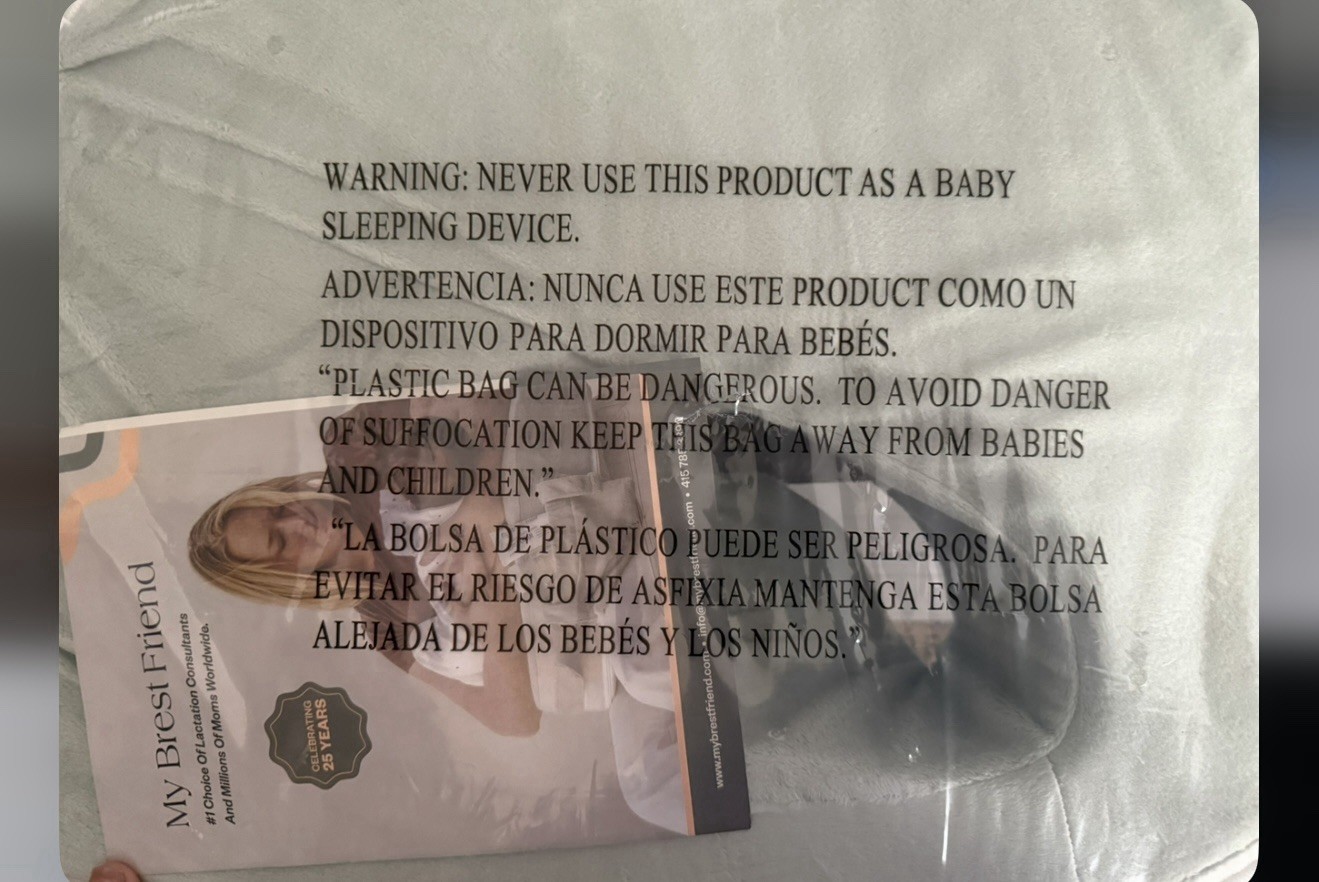 WARNING: NEVER USE THIS PRODUCT AS A BABY
SLEEPING DEVICE.
ADVERTENCIA: NUNCA USE ESTE PRODUCT COMO UN
DISPOSITIVO PARA DORMIR PARA BEBÉS.
“PLASTIC BAG CAN BE DANGEROUS. TO AVOID DANGER
OF SUFFOCATION KEEP THIS BAG AWAY FROM BABIES
AND CHILDREN.”
“LA BOLSA DE PLÁSTICO PUEDE SER PELIGROSA. PARA
EVITAR EL RIESGO DE ASFIXIA MANTENGA ESTA BOLSA
ALEJADA DE LOS BEBÉS Y LOS NIÑOS.”
My Brest Friend
#1 Choice Of Lactation Consultants
And Millions Of Moms Worldwide.
CELEBRATING
25 YEARS
www.mybrestfriend.com • info@mybrestfriend.com • 415